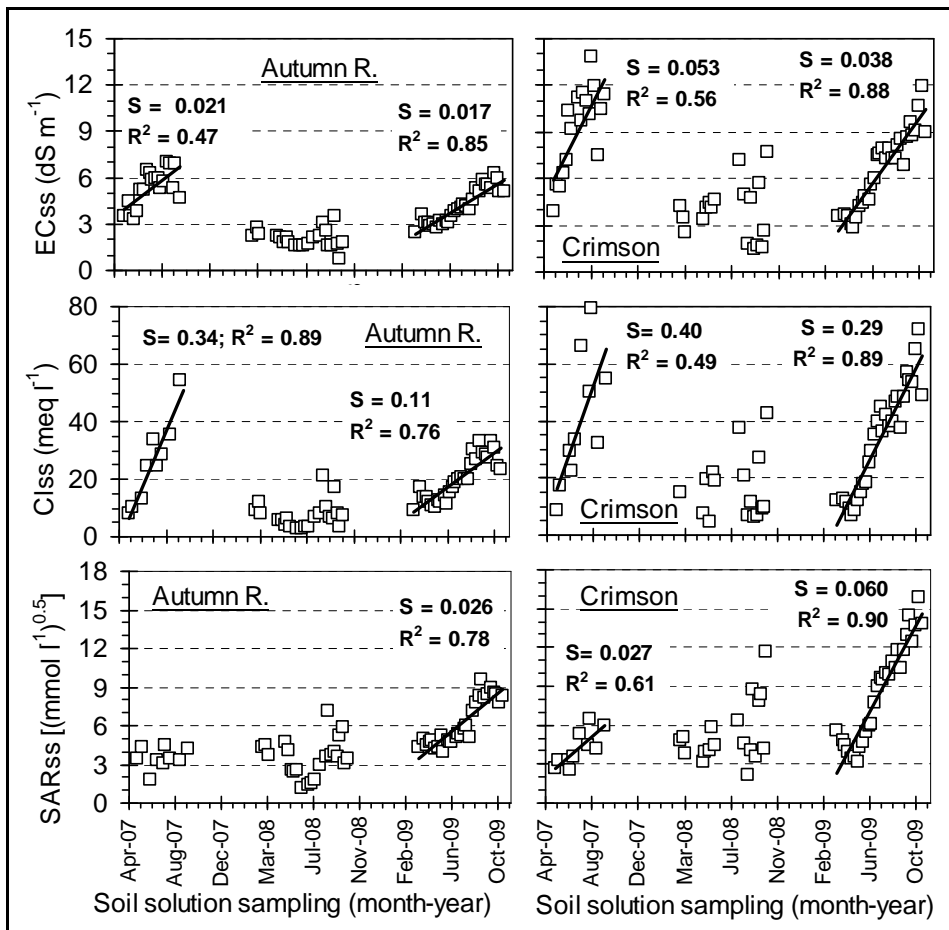 15
12
9
6
3
0
ECss (dS m-1)
Autumn R.
S = 0.021
R2 = 0.47
S = 0.017
R2 = 0.85
S = 0.053
R2 = 0.56
S = 0.038
R2 = 0.88
Crimson
80
60
40
20
0
Clss (meq l-1)
S= 0.34; R2 = 0.89
Autumn R.
S = 0.11
R2 = 0.76
S = 0.40
R2 = 0.49
S = 0.29
R2 = 0.89
Crimson
18
15
12
9
6
3
0
SARss [(mmol l-1)0.5]
Autumn R.
S = 0.026
R2 = 0.78
Crimson
S= 0.027
R2 = 0.61
S = 0.060
R2 = 0.90
Apr-07
Aug-07
Dec-07
Mar-08
Jul-08
Nov-08
Feb-09
Jun-09
Oct-09
Soil solution sampling (month-year)
Apr-07
Aug-07
Dec-07
Mar-08
Jul-08
Nov-08
Feb-09
Jun-09
Oct-09
Soil solution sampling (month-year)